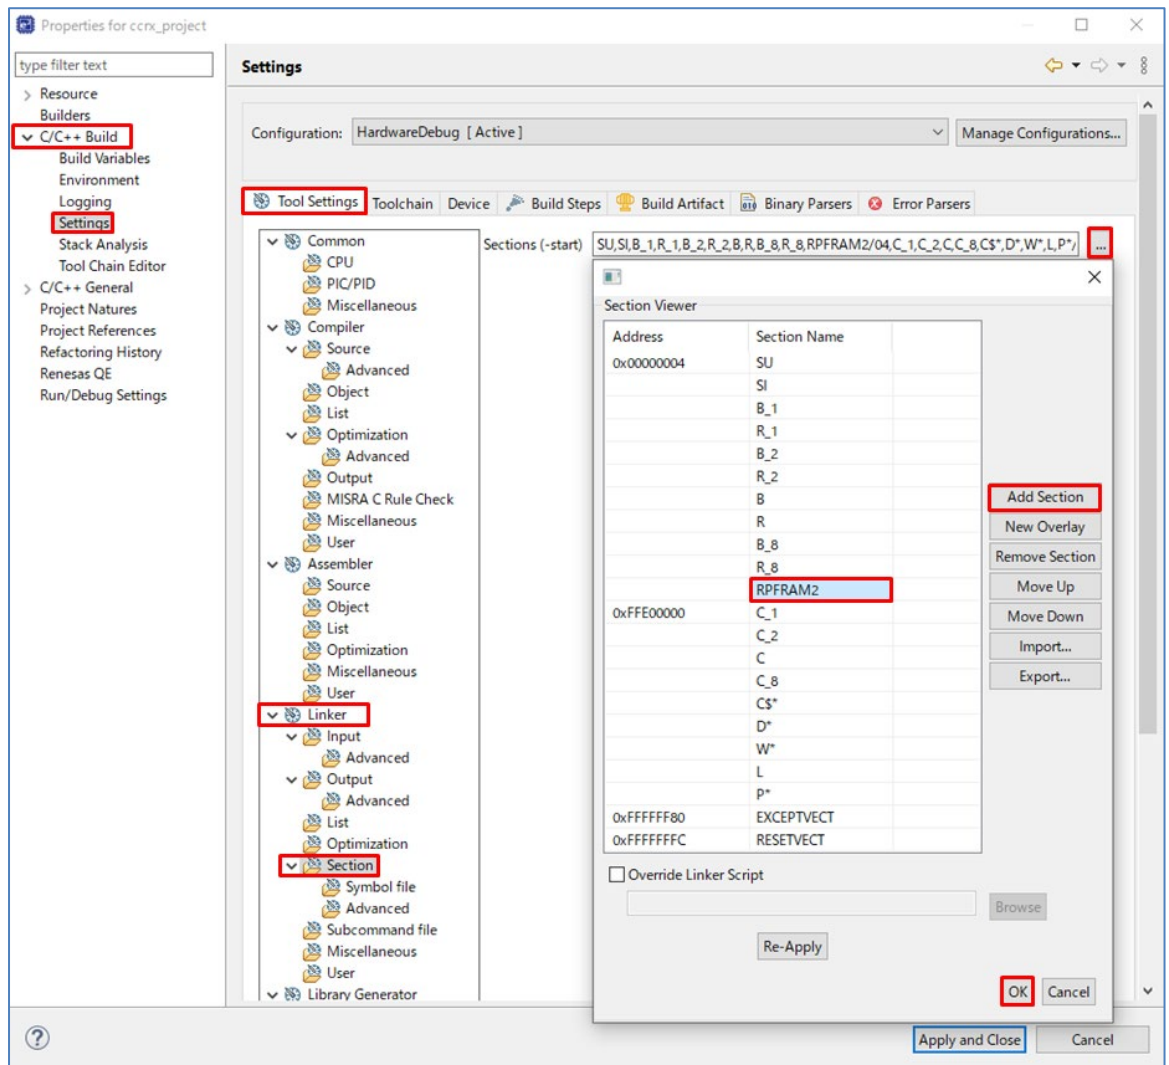 Properties for ccrx_project
type filter text
Resource
Builders
C/C++ Build
Build Variables
Environment
Logging
Settings
Stack Analysis
Tool Chain Editor
C/C++ General
Project Natures
Project References
Refactoring History
Renesas QE
Run/Debug Settings
Settings
Configuration: HardwareDebug [ Active ] Manage Configurations...
Tool Settings Toolchain Device Build Steps Build Artifact Binary Parsers Error Parsers
Common
CPU
PIC/PID
Miscellaneous
Compiler
Source
Advanced
Object
List
Optimization
Advanced
Output
MISRA C Rule Check
Miscellaneous
User
Assembler
Source
Object
List
Optimization
Miscellaneous
User
Linker
Input
Advanced
Output
Advanced
List
Optimization
Section
Symbol file
Advanced
Subcommand file
Miscellaneous
User
Library Generator
Sections (-start) SU,SI,B_1,R_1,B_2,R_2,B,R,B_8,R_8,RPFRAM2/04,C_1,C_2,C,C_8,C$*,D*,W*,L,P*/ ...
Section Viewer
Address Section Name
0x00000004 SU
SI
B_1
R_1
B_2
R_2
B
R
B_8
R_8
RPFRAM2
0xFFE00000 C_1
C_2
C
C_8
C$*
D*
W*
L
P*
0xFFFFFF80 EXCEPTVECT
0xFFFFFFFC RESETVECT
Add Section
New Overlay
Remove Section
Move Up
Move Down
Import...
Export...
Override Linker Script
Browse
Re-Apply
OK Cancel
? Apply and Close Cancel